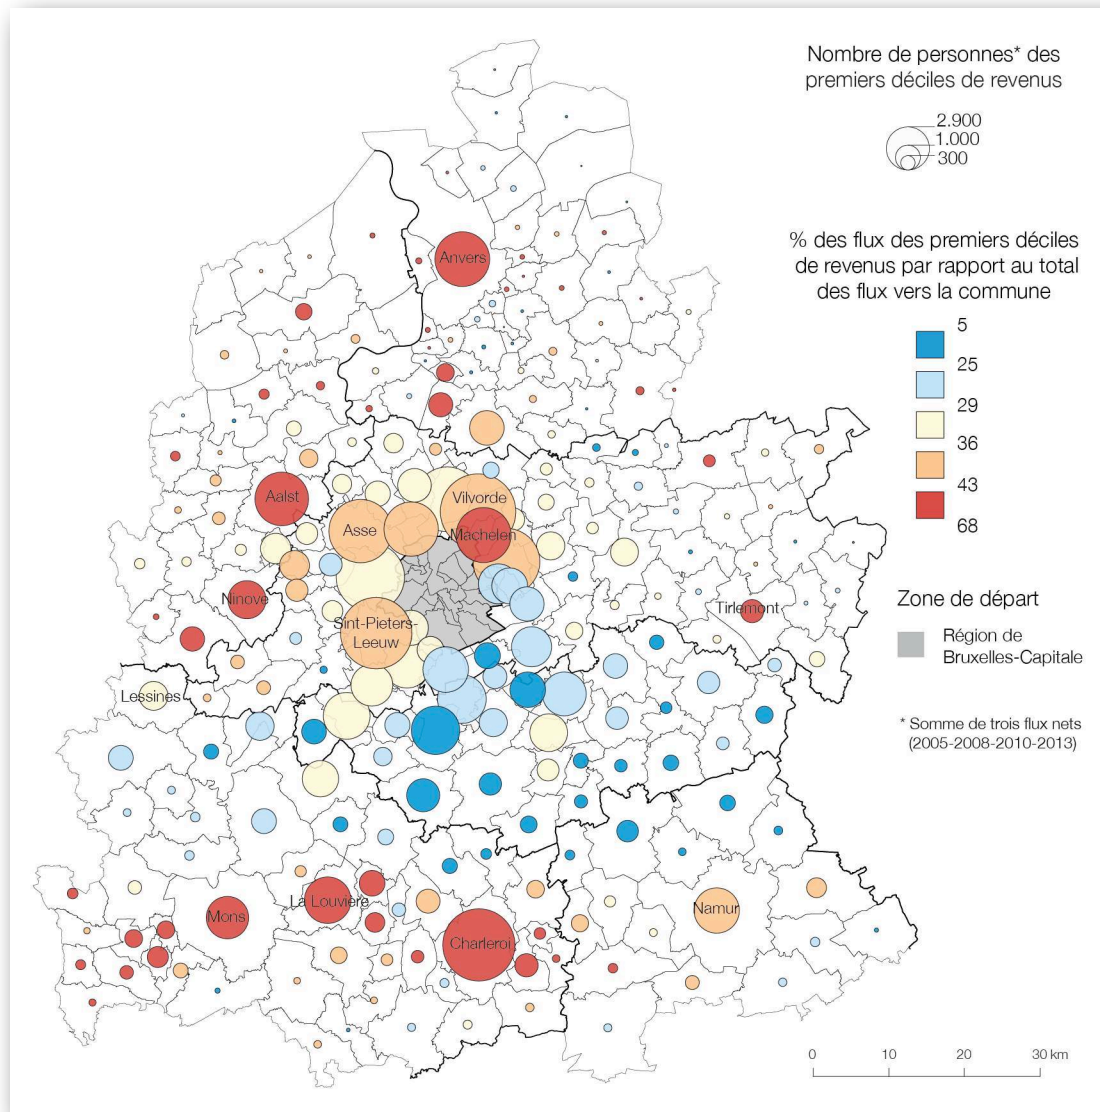 Nombre de personnes* des
premiers déciles de revenus
2.900
1.000
300
% des flux des premiers déciles
de revenus par rapport au total
des flux vers la commune
5
25
29
36
43
68
Zone de départ
Région de
Bruxelles-Capitale
* Somme de trois flux nets
(2005-2008-2010-2013)
Anvers
Aalst
Vilvorde
Asse
Machelen
Ninove
Tirlemont
Sint-Pieters-
Leeuw
Lessines
La Louvière
Mons
Namur
Charleroi
0
10
20
30 km